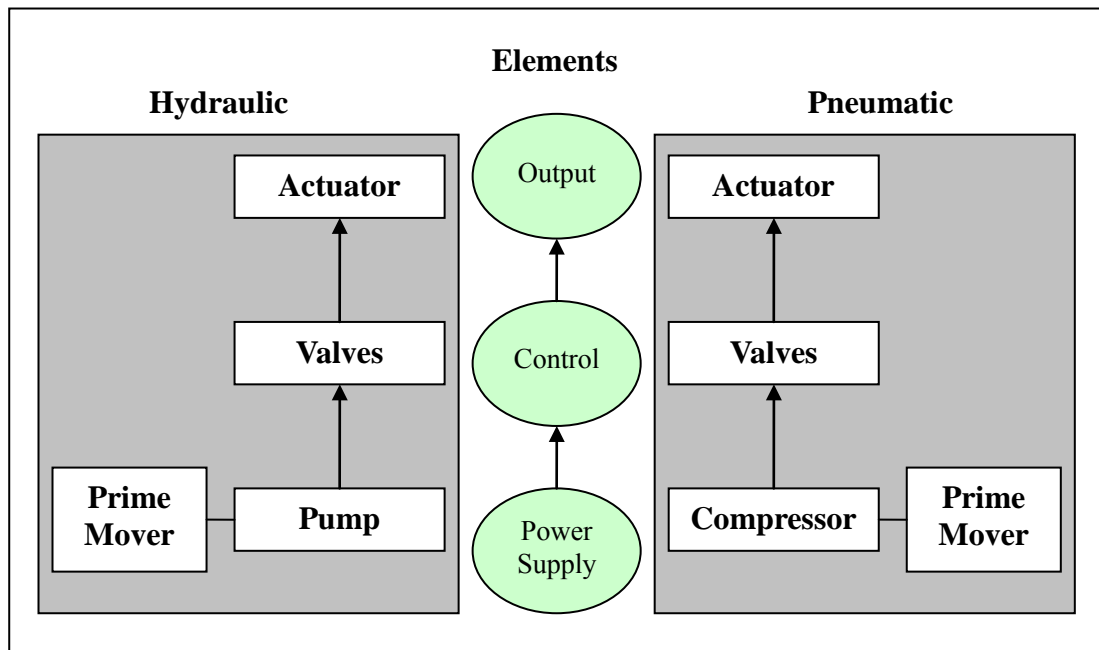 Elements
Hydraulic
Pneumatic
Actuator
Output
Actuator
Valves
Control
Valves
Prime
Mover
Pump
Power
Supply
Compressor
Prime
Mover